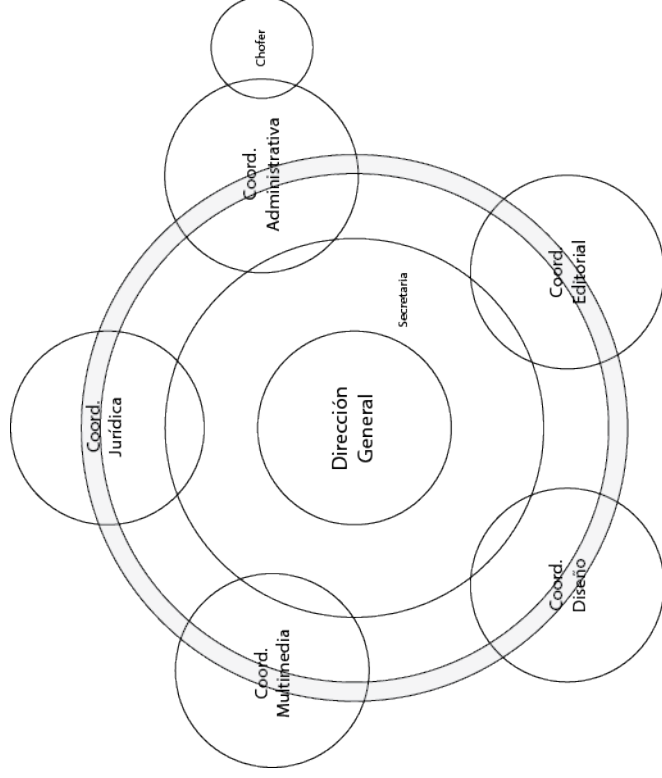 Chofer
Coord.
Administrativa
Coord.
Editorial
Secretaria
Coord.
Jurídica
Dirección
General
Coord.
Diseño
Coord.
Multimedia